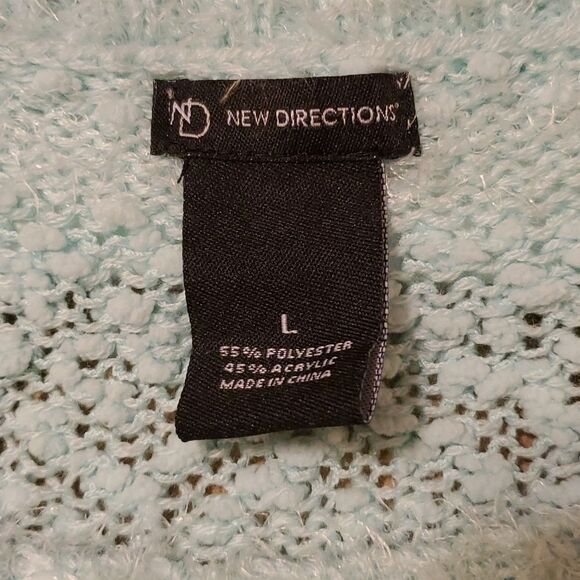 ND NEW DIRECTIONS®
L
55% POLYESTER
45% ACRYLIC
MADE IN CHINA